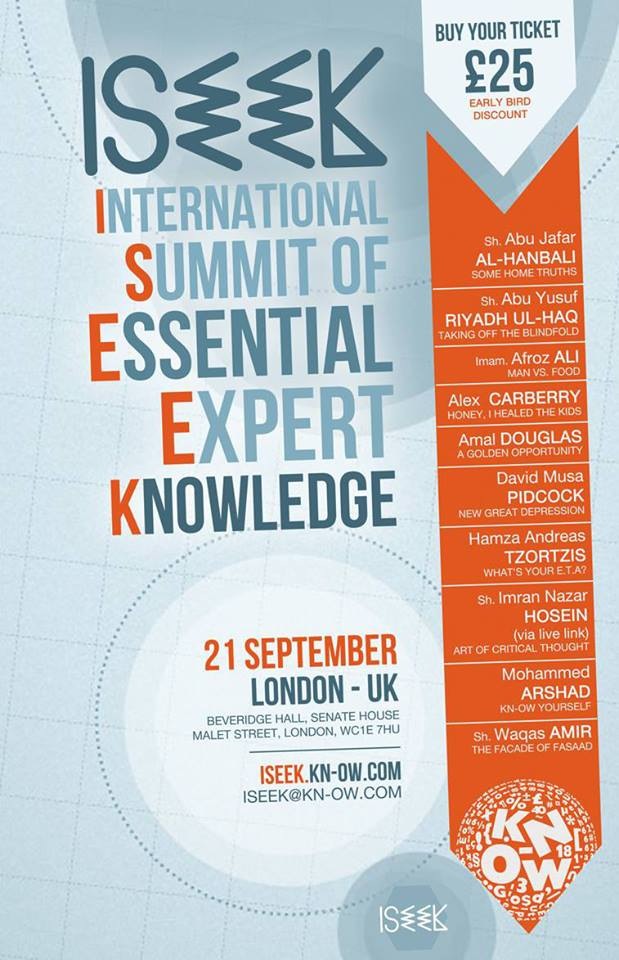 ISEEK
INTERNATIONAL
SUMMIT OF
ESSENTIAL
EXPERT
KNOWLEDGE
21 SEPTEMBER
LONDON - UK
BEVERIDGE HALL, SENATE HOUSE
MALET STREET, LONDON, WC1E 7HU
ISEEK.KN-OW.COM
ISEEK@KN-OW.COM
BUY YOUR TICKET
£25
EARLY BIRD
DISCOUNT
Sh. Abu Jafar
AL-HANBALI
SOME HOME TRUTHS
Sh. Abu Yusuf
RIYADH UL-HAQ
TAKING OFF THE BLINDFOLD
Imam. Afroz ALI
MAN VS. FOOD
Alex CARBERRY
HONEY, I HEALED THE KIDS
Amal DOUGLAS
A GOLDEN OPPORTUNITY
David Musa
PIDCOCK
NEW GREAT DEPRESSION
Hamza Andreas
TZORTZIS
WHAT'S YOUR E.T.A?
Sh. Imran Nazar
HOSEIN
(via live link)
ART OF CRITICAL THOUGHT
Mohammed
ARSHAD
KN-OW YOURSELF
Sh. Waqas AMIR
THE FACADE OF FASAAD
KN
O-W
ISEEK